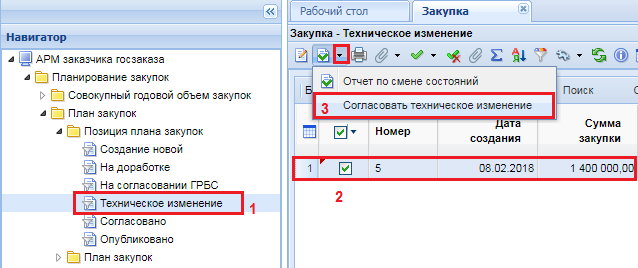 Навигатор
АРМ заказчика госзаказа
Планирование закупок
Совокупный годовой объем закупок
План закупок
Позиция плана закупок
Создание новой
На доработке
На согласовании ГРБС
Техническое изменение 1
Согласовано
Опубликовано
План закупок
Рабочий стол Закупка
Закупка - Техническое изменение
Отчет по смене состояний
3 Согласовать техническое изменение
Поиск
Номер Дата создания Сумма закупки
1 5 08.02.2018 1 400 000,00
2